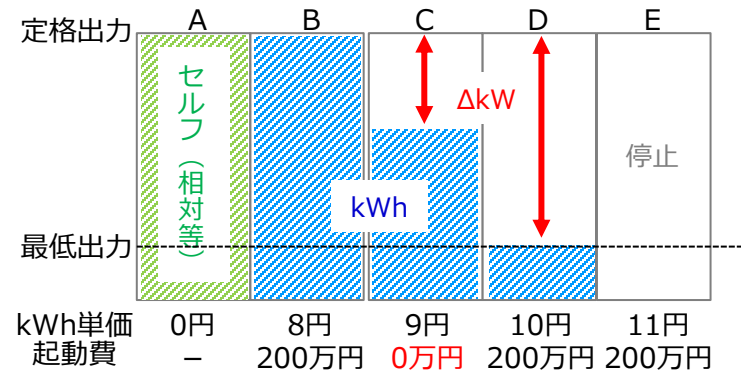 A B C D E
定格出力
セルフ（相対等）
ΔkW
停止
kWh
最低出力
kWh単価 0円 8円 9円 10円 11円
起動費 － 200万円 0万円 200万円 200万円